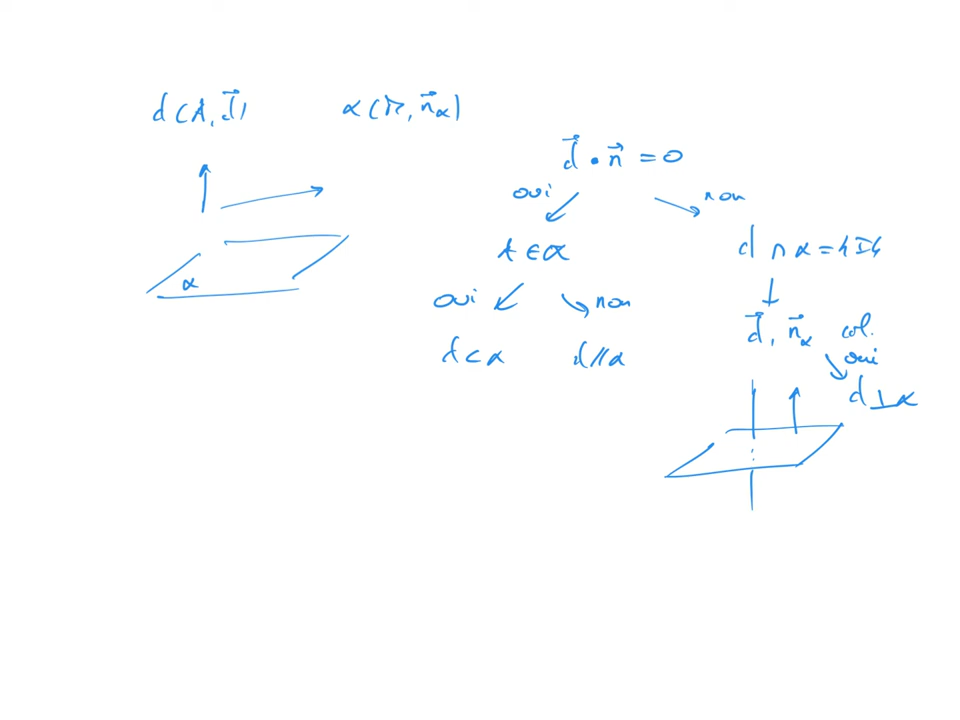 d(A, d⃗) α(M, n⃗α)
d⃗ • n⃗ = 0
oui non
A ∈ α d ∩ α = {I}
α
oui non d⃗, n⃗α col.
oui
d ⊂ α d // α
d ⊥ α